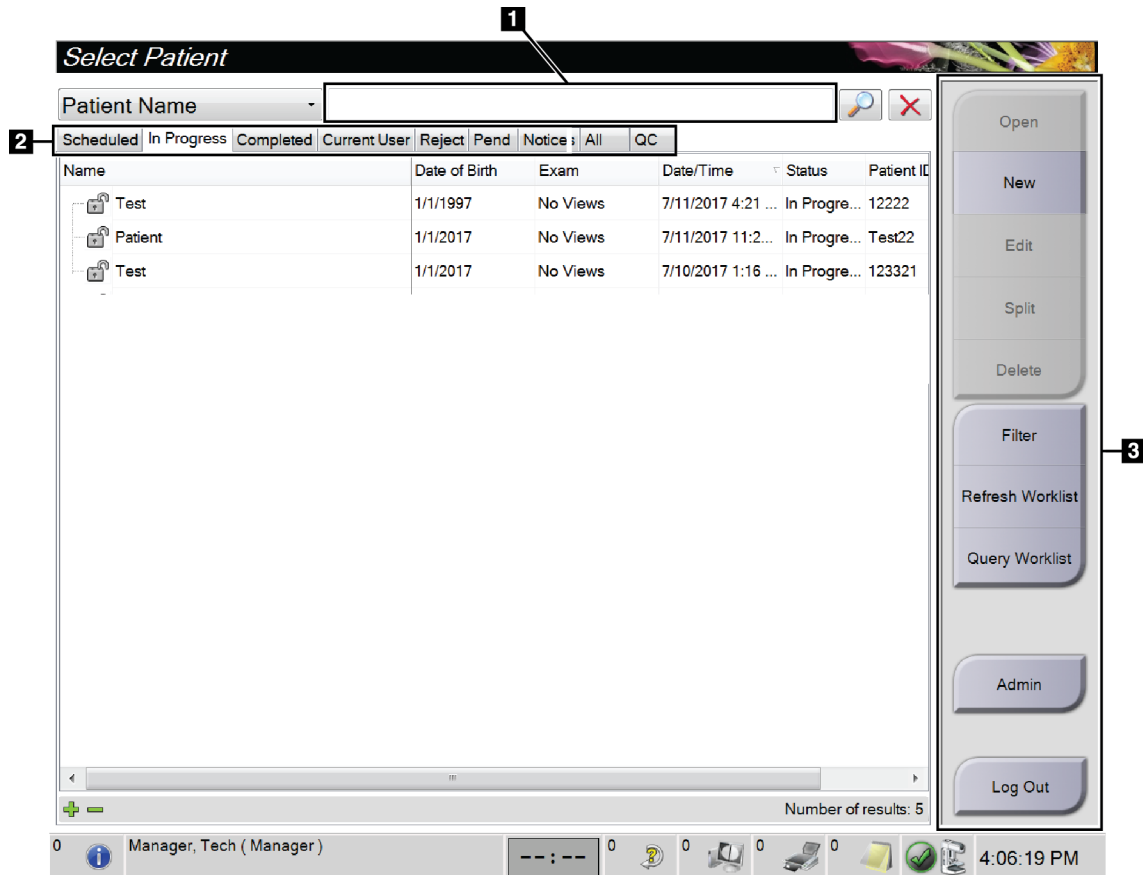 1
Select Patient
Patient Name
2
Scheduled In Progress Completed Current User Reject Pend Notices All QC
Name Date of Birth Exam Date/Time Status Patient ID
Test 1/1/1997 No Views 7/11/2017 4:21 ... In Progre... 12222
Patient 1/1/2017 No Views 7/11/2017 11:2... In Progre... Test22
Test 1/1/2017 No Views 7/10/2017 1:16 ... In Progre... 123321
Number of results: 5
Open
New
Edit
Split
Delete
Filter
Refresh Worklist
Query Worklist
Admin
Log Out
3
0 Manager, Tech ( Manager ) --:-- 0 0 0 0 4:06:19 PM